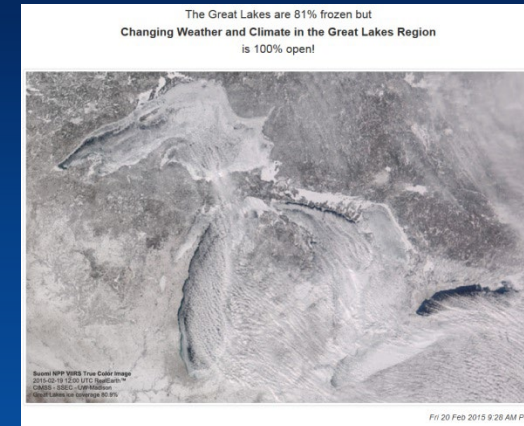 The Great Lakes are 81% frozen but
Changing Weather and Climate in the Great Lakes Region
is 100% open!
Suomi NPP VIIRS True Color Image
2015-02-19 12:00 UTC RealEarth™
CIMSS - SSEC - UW-Madison
Great Lakes ice coverage 80.8%
Fri 20 Feb 2015 9:28 AM P